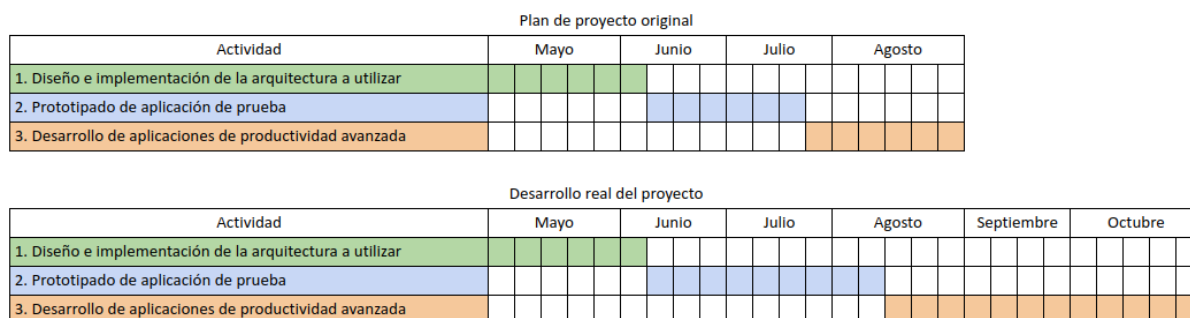 Plan de proyecto original
Actividad Mayo Junio Julio Agosto
1. Diseño e implementación de la arquitectura a utilizar
2. Prototipado de aplicación de prueba
3. Desarrollo de aplicaciones de productividad avanzada
Desarrollo real del proyecto
Actividad Mayo Junio Julio Agosto Septiembre Octubre
1. Diseño e implementación de la arquitectura a utilizar
2. Prototipado de aplicación de prueba
3. Desarrollo de aplicaciones de productividad avanzada